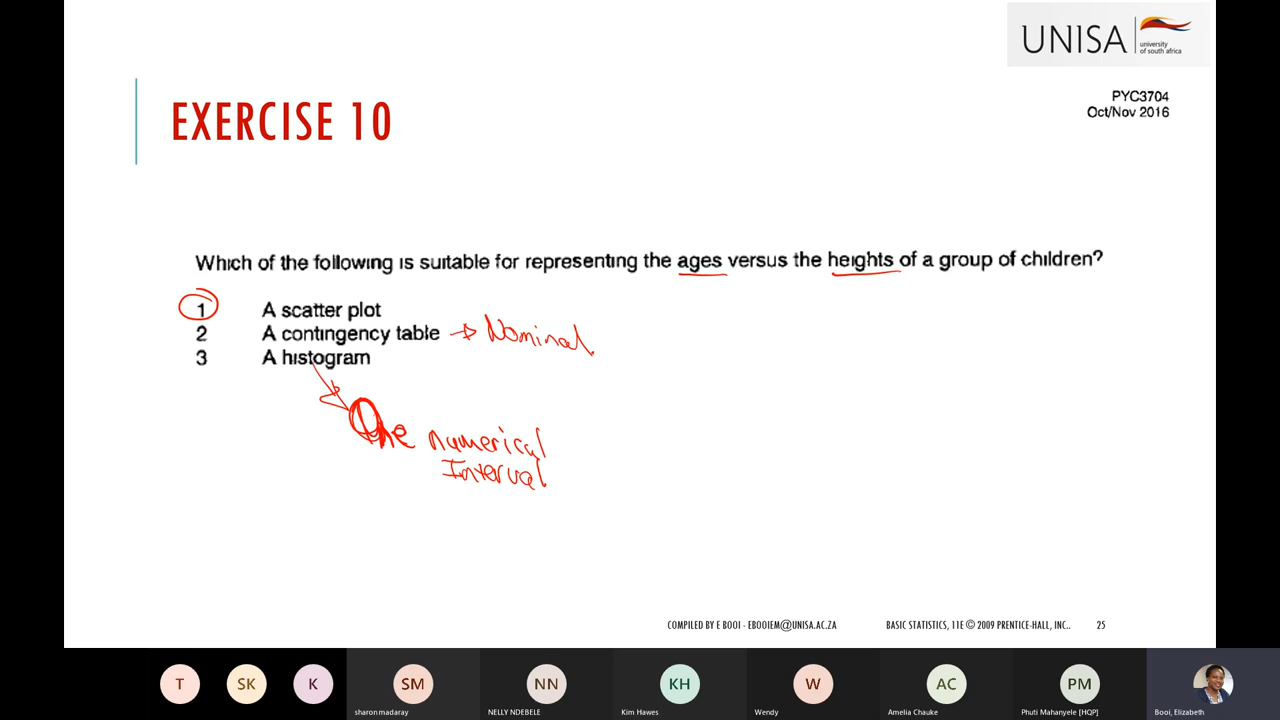 UNISA
university
of south africa
PYC3704
Oct/Nov 2016
EXERCISE 10
Which of the following is suitable for representing the ages versus the heights of a group of children?
1 A scatter plot
2 A contingency table → Nominal
3 A histogram
One numerical
Interval
COMPILED BY E BOOI - EBOOIEM@UNISA.AC.ZA BASIC STATISTICS, 11E © 2009 PRENTICE-HALL, INC.. 25
T SK K SM NN KH W AC PM
sharon madaray NELLY NDEBELE Kim Hawes Wendy Amelia Chauke Phuti Mahanyele [HQP] Booi, Elizabeth